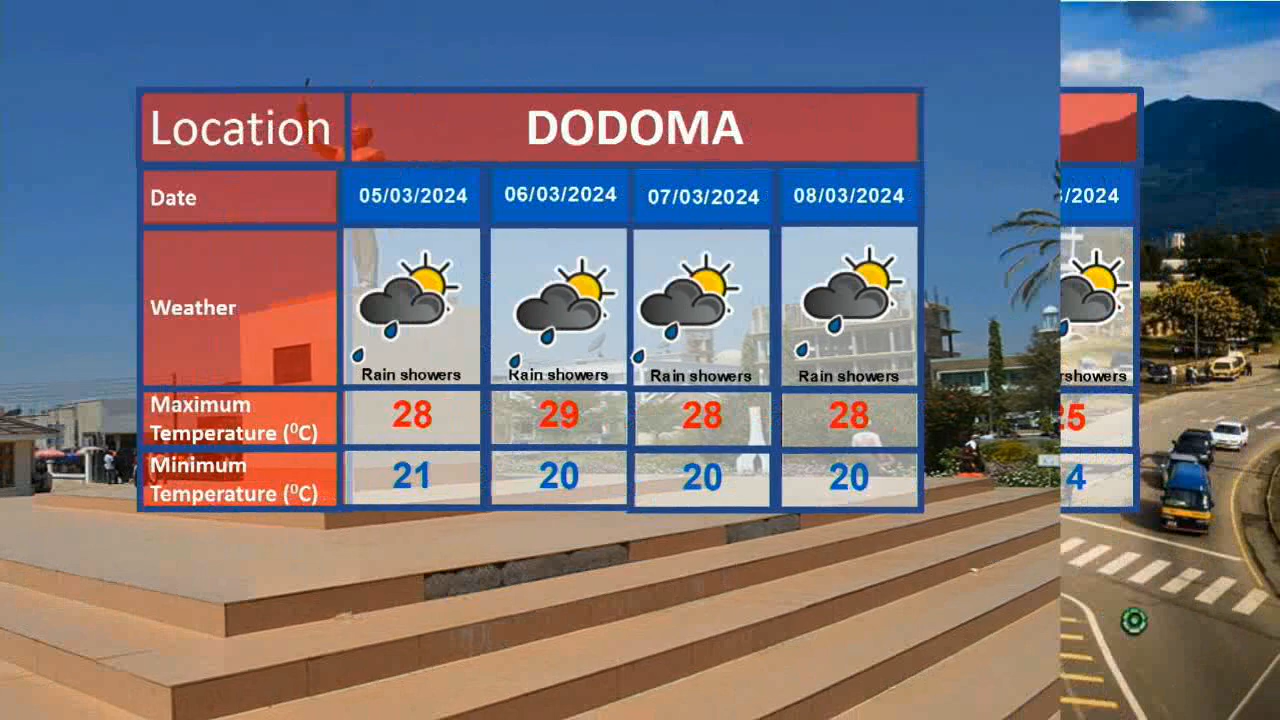 Location DODOMA
Date 05/03/2024 06/03/2024 07/03/2024 08/03/2024 /2024
Weather
Rain showers Rain showers Rain showers Rain showers showers
Maximum
Temperature (⁰C) 28 29 28 28 25
Minimum
Temperature (⁰C) 21 20 20 20 4